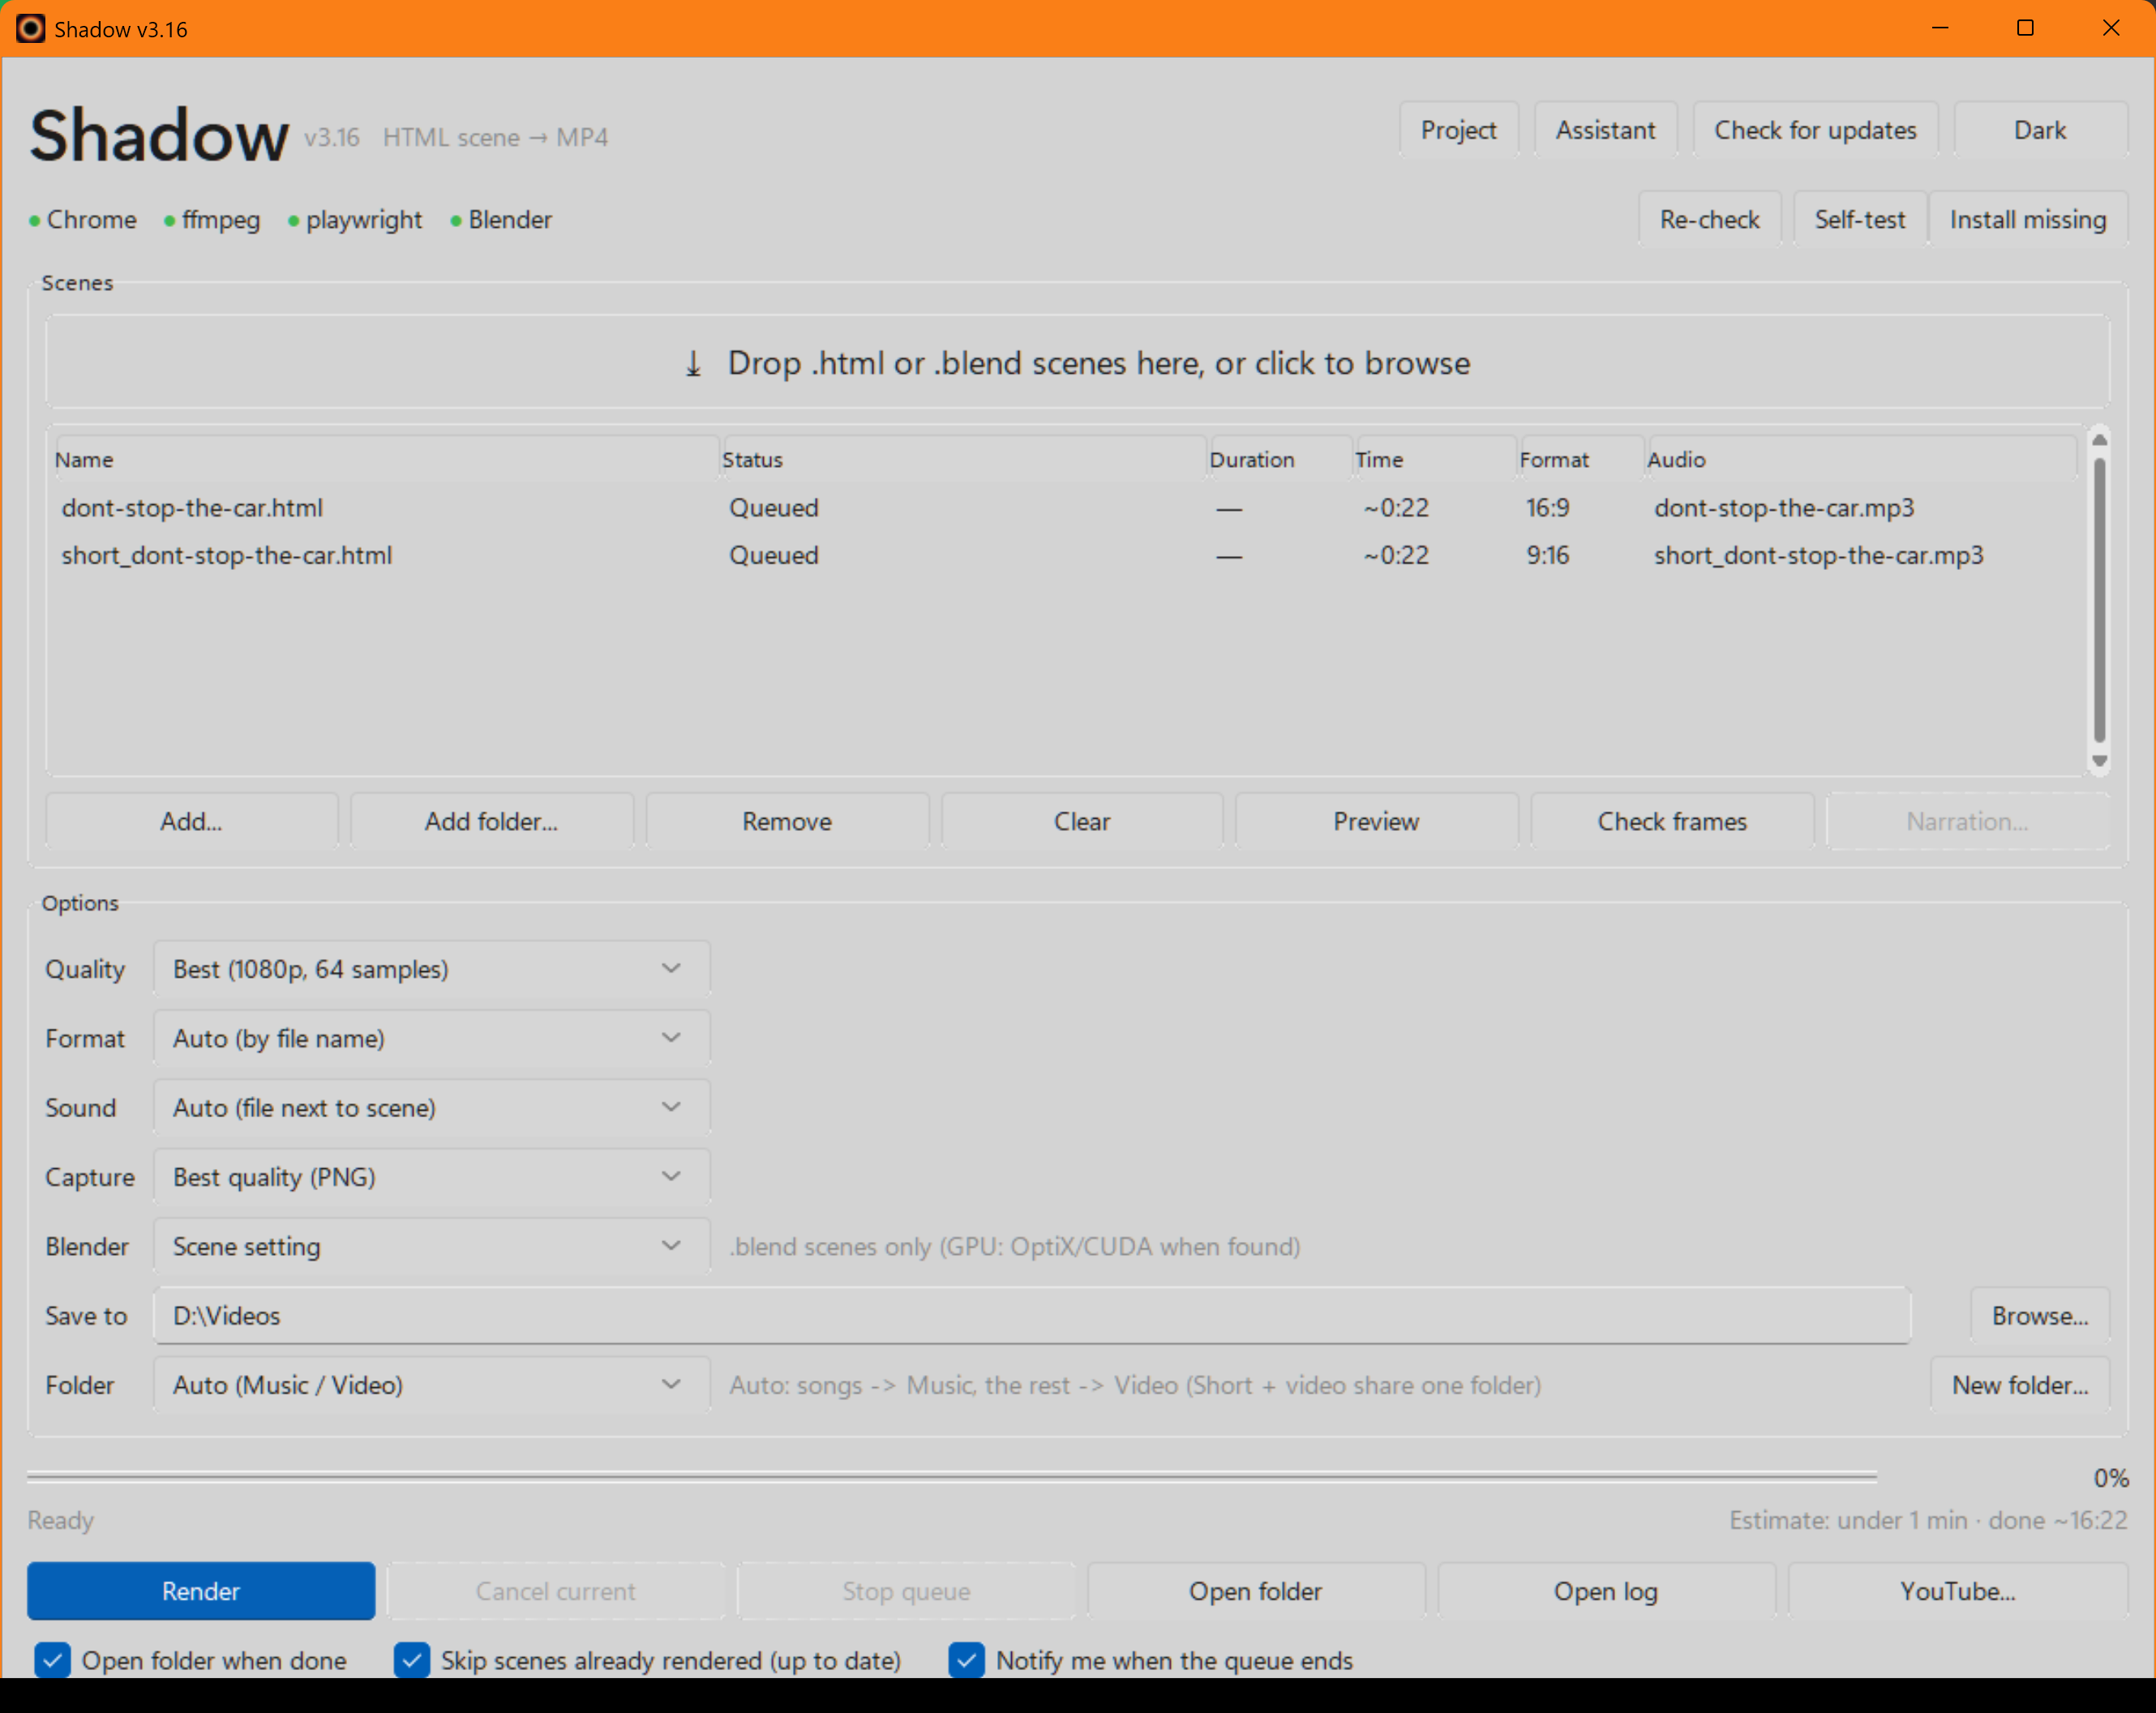 Shadow v3.16
Shadow v3.16 HTML scene → MP4
Project Assistant Check for updates Dark
Chrome ffmpeg playwright Blender
Re-check Self-test Install missing
Scenes
↓ Drop .html or .blend scenes here, or click to browse
Name Status Duration Time Format Audio
dont-stop-the-car.html Queued — ~0:22 16:9 dont-stop-the-car.mp3
short_dont-stop-the-car.html Queued — ~0:22 9:16 short_dont-stop-the-car.mp3
Add... Add folder... Remove Clear Preview Check frames Narration...
Options
Quality Best (1080p, 64 samples)
Format Auto (by file name)
Sound Auto (file next to scene)
Capture Best quality (PNG)
Blender Scene setting .blend scenes only (GPU: OptiX/CUDA when found)
Save to D:\Videos Browse...
Folder Auto (Music / Video) Auto: songs -> Music, the rest -> Video (Short + video share one folder) New folder...
0%
Ready Estimate: under 1 min · done ~16:22
Render Cancel current Stop queue Open folder Open log YouTube...
Open folder when done Skip scenes already rendered (up to date) Notify me when the queue ends